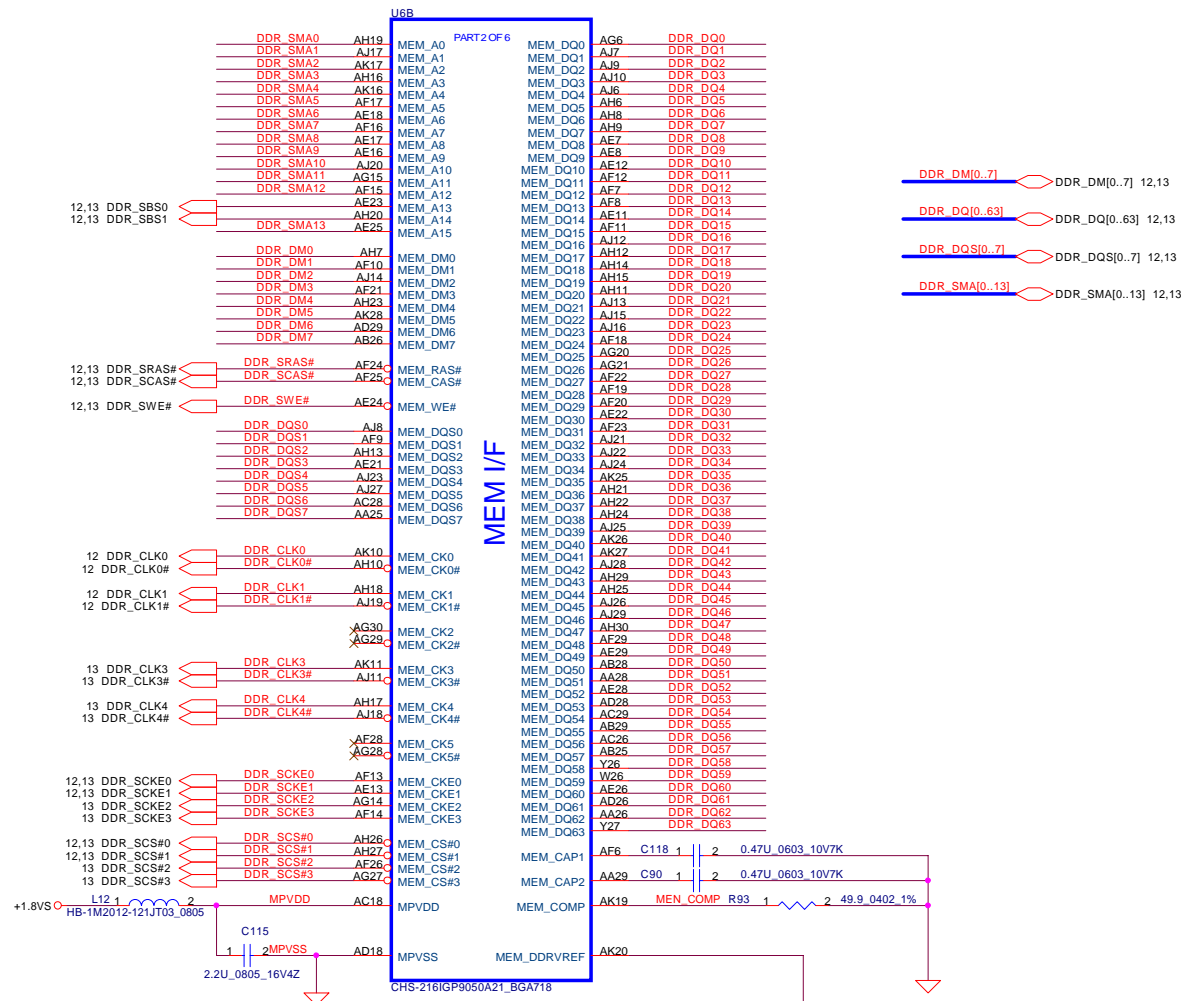 U6B
PART 2 OF 6
DDR_SMA0 AH19 MEM_A0
DDR_SMA1 AJ17 MEM_A1
DDR_SMA2 AK17 MEM_A2
DDR_SMA3 AH16 MEM_A3
DDR_SMA4 AK16 MEM_A4
DDR_SMA5 AF17 MEM_A5
DDR_SMA6 AE18 MEM_A6
DDR_SMA7 AF16 MEM_A7
DDR_SMA8 AE17 MEM_A8
DDR_SMA9 AE16 MEM_A9
DDR_SMA10 AJ20 MEM_A10
DDR_SMA11 AG15 MEM_A11
DDR_SMA12 AF15 MEM_A12
12,13 DDR_SBS0 AE23 MEM_A13
12,13 DDR_SBS1 AH20 MEM_A14
DDR_SMA13 AE25 MEM_A15
DDR_DM0 AH7 MEM_DM0
DDR_DM1 AF10 MEM_DM1
DDR_DM2 AJ14 MEM_DM2
DDR_DM3 AF21 MEM_DM3
DDR_DM4 AH23 MEM_DM4
DDR_DM5 AK28 MEM_DM5
DDR_DM6 AD29 MEM_DM6
DDR_DM7 AB26 MEM_DM7
12,13 DDR_SRAS# DDR_SRAS# AF24 MEM_RAS#
12,13 DDR_SCAS# DDR_SCAS# AF25 MEM_CAS#
12,13 DDR_SWE# DDR_SWE# AE24 MEM_WE#
DDR_DQS0 AJ8 MEM_DQS0
DDR_DQS1 AF9 MEM_DQS1
DDR_DQS2 AH13 MEM_DQS2
DDR_DQS3 AE21 MEM_DQS3
DDR_DQS4 AJ23 MEM_DQS4
DDR_DQS5 AJ27 MEM_DQS5
DDR_DQS6 AC28 MEM_DQS6
DDR_DQS7 AA25 MEM_DQS7
12 DDR_CLK0 DDR_CLK0 AK10 MEM_CK0
12 DDR_CLK0# DDR_CLK0# AH10 MEM_CK0#
12 DDR_CLK1 DDR_CLK1 AH18 MEM_CK1
12 DDR_CLK1# DDR_CLK1# AJ19 MEM_CK1#
AG30 MEM_CK2
AG29 MEM_CK2#
13 DDR_CLK3 DDR_CLK3 AK11 MEM_CK3
13 DDR_CLK3# DDR_CLK3# AJ11 MEM_CK3#
13 DDR_CLK4 DDR_CLK4 AH17 MEM_CK4
13 DDR_CLK4# DDR_CLK4# AJ18 MEM_CK4#
AF28 MEM_CK5
AG28 MEM_CK5#
12,13 DDR_SCKE0 DDR_SCKE0 AF13 MEM_CKE0
12,13 DDR_SCKE1 DDR_SCKE1 AE13 MEM_CKE1
13 DDR_SCKE2 DDR_SCKE2 AG14 MEM_CKE2
13 DDR_SCKE3 DDR_SCKE3 AF14 MEM_CKE3
12,13 DDR_SCS#0 DDR_SCS#0 AH26 MEM_CS#0
12,13 DDR_SCS#1 DDR_SCS#1 AH27 MEM_CS#1
13 DDR_SCS#2 DDR_SCS#2 AF26 MEM_CS#2
13 DDR_SCS#3 DDR_SCS#3 AG27 MEM_CS#3
+1.8VS L12 1 2 MPVDD AC18 MPVDD
HB-1M2012-121JT03_0805
C115
1 2 MPVSS AD18 MPVSS
2.2U_0805_16V4Z
MEM I/F
MEM_DQ0 AG6 DDR_DQ0
MEM_DQ1 AJ7 DDR_DQ1
MEM_DQ2 AJ9 DDR_DQ2
MEM_DQ3 AJ10 DDR_DQ3
MEM_DQ4 AJ6 DDR_DQ4
MEM_DQ5 AH6 DDR_DQ5
MEM_DQ6 AH8 DDR_DQ6
MEM_DQ7 AH9 DDR_DQ7
MEM_DQ8 AE7 DDR_DQ8
MEM_DQ9 AE8 DDR_DQ9
MEM_DQ10 AE12 DDR_DQ10
MEM_DQ11 AF12 DDR_DQ11
MEM_DQ12 AF7 DDR_DQ12
MEM_DQ13 AF8 DDR_DQ13
MEM_DQ14 AE11 DDR_DQ14
MEM_DQ15 AF11 DDR_DQ15
MEM_DQ16 AJ12 DDR_DQ16
MEM_DQ17 AH12 DDR_DQ17
MEM_DQ18 AH14 DDR_DQ18
MEM_DQ19 AH15 DDR_DQ19
MEM_DQ20 AH11 DDR_DQ20
MEM_DQ21 AJ13 DDR_DQ21
MEM_DQ22 AJ15 DDR_DQ22
MEM_DQ23 AJ16 DDR_DQ23
MEM_DQ24 AF18 DDR_DQ24
MEM_DQ25 AG20 DDR_DQ25
MEM_DQ26 AG21 DDR_DQ26
MEM_DQ27 AF22 DDR_DQ27
MEM_DQ28 AF19 DDR_DQ28
MEM_DQ29 AF20 DDR_DQ29
MEM_DQ30 AE22 DDR_DQ30
MEM_DQ31 AF23 DDR_DQ31
MEM_DQ32 AJ21 DDR_DQ32
MEM_DQ33 AJ22 DDR_DQ33
MEM_DQ34 AJ24 DDR_DQ34
MEM_DQ35 AK25 DDR_DQ35
MEM_DQ36 AH21 DDR_DQ36
MEM_DQ37 AH22 DDR_DQ37
MEM_DQ38 AH24 DDR_DQ38
MEM_DQ39 AJ25 DDR_DQ39
MEM_DQ40 AK26 DDR_DQ40
MEM_DQ41 AK27 DDR_DQ41
MEM_DQ42 AJ28 DDR_DQ42
MEM_DQ43 AH29 DDR_DQ43
MEM_DQ44 AH25 DDR_DQ44
MEM_DQ45 AJ26 DDR_DQ45
MEM_DQ46 AJ29 DDR_DQ46
MEM_DQ47 AH30 DDR_DQ47
MEM_DQ48 AF29 DDR_DQ48
MEM_DQ49 AE29 DDR_DQ49
MEM_DQ50 AB28 DDR_DQ50
MEM_DQ51 AA28 DDR_DQ51
MEM_DQ52 AE28 DDR_DQ52
MEM_DQ53 AD28 DDR_DQ53
MEM_DQ54 AC29 DDR_DQ54
MEM_DQ55 AB29 DDR_DQ55
MEM_DQ56 AC26 DDR_DQ56
MEM_DQ57 AB25 DDR_DQ57
MEM_DQ58 Y26 DDR_DQ58
MEM_DQ59 W26 DDR_DQ59
MEM_DQ60 AE26 DDR_DQ60
MEM_DQ61 AD26 DDR_DQ61
MEM_DQ62 AA26 DDR_DQ62
MEM_DQ63 Y27 DDR_DQ63
MEM_CAP1 AF6 C118 1 2 0.47U_0603_10V7K
MEM_CAP2 AA29 C90 1 2 0.47U_0603_10V7K
MEM_COMP AK19 MEN_COMP R93 1 2 49.9_0402_1%
MEM_DDRVREF AK20
CHS-216IGP9050A21_BGA718
DDR_DM[0..7] DDR_DM[0..7] 12,13
DDR_DQ[0..63] DDR_DQ[0..63] 12,13
DDR_DQS[0..7] DDR_DQS[0..7] 12,13
DDR_SMA[0..13] DDR_SMA[0..13] 12,13